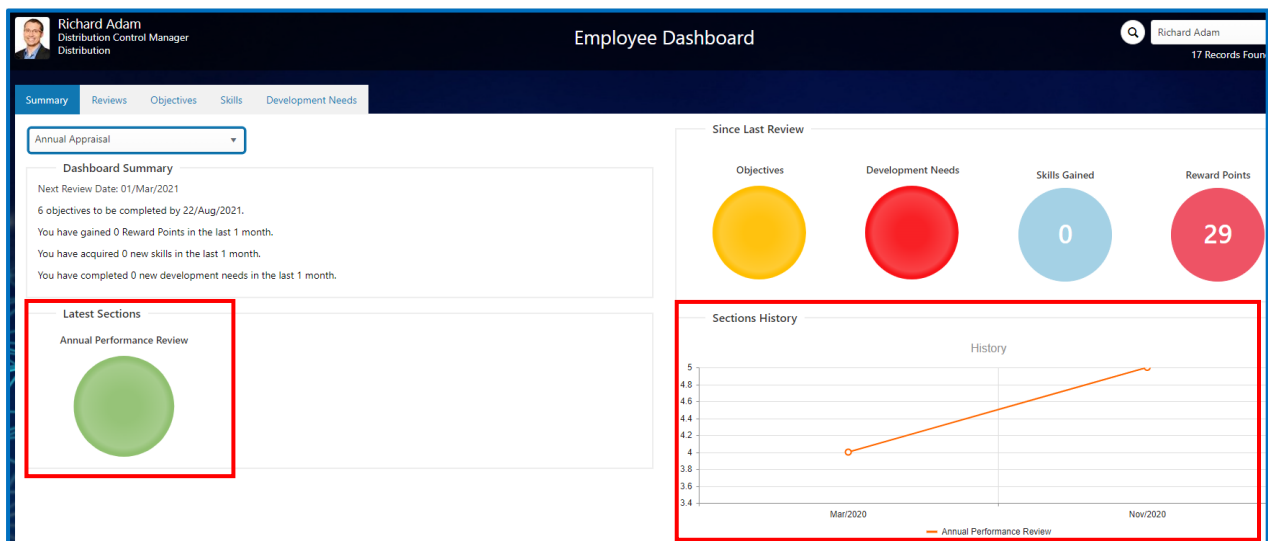 Richard Adam
Distribution Control Manager
Distribution
Employee Dashboard
Richard Adam
17 Records Foun
Summary Reviews Objectives Skills Development Needs
Annual Appraisal
Dashboard Summary
Next Review Date: 01/Mar/2021
6 objectives to be completed by 22/Aug/2021.
You have gained 0 Reward Points in the last 1 month.
You have acquired 0 new skills in the last 1 month.
You have completed 0 new development needs in the last 1 month.
Since Last Review
Objectives Development Needs Skills Gained Reward Points
0 29
Latest Sections
Annual Performance Review
Sections History
History
5
4.8
4.6
4.4
4.2
4
3.8
3.6
3.4
Mar/2020 Nov/2020
Annual Performance Review